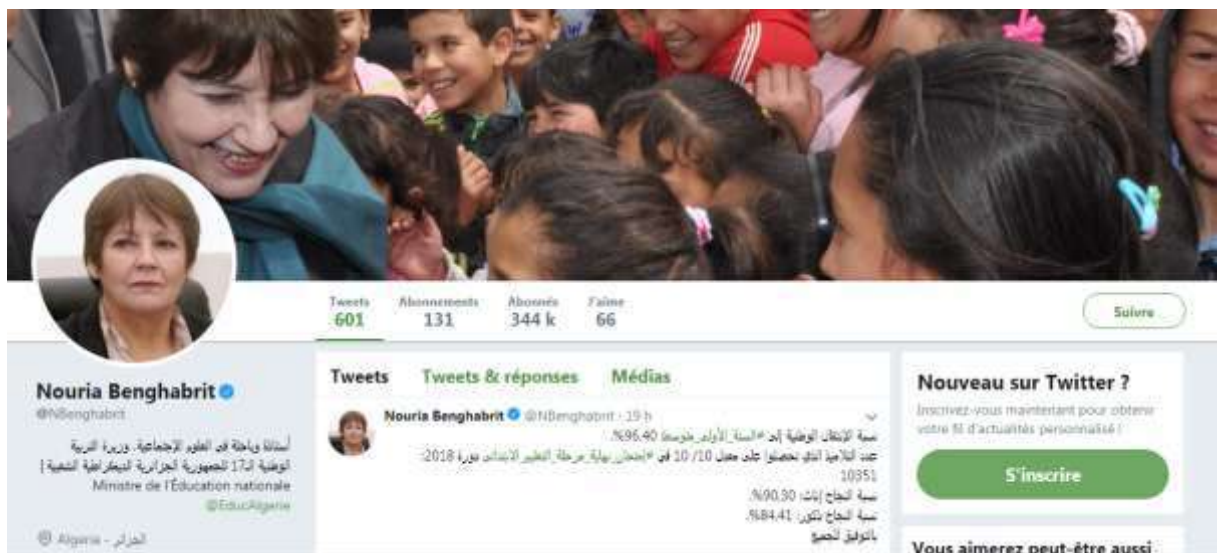 Tweets Abonnements Abonnés J'aime
601 131 344 k 66
Suivre
Nouria Benghabrit
@NBenghabrit
أستاذة وباحثة في العلوم الإجتماعية. وزيرة التربية
الوطنية الـ17 للجمهورية الجزائرية الديمقراطية الشعبية |
Ministre de l'Éducation nationale
@EducAlgerie
الجزائر - Algeria
Tweets Tweets & réponses Médias
Nouria Benghabrit @NBenghabrit · 19 h
نسبة الإنتقال الوطنية إلى #السنة_الأولى_متوسط 96,40%.
عدد التلاميذ الذي تحصلوا على معدل 10/ 10 في #إمتحان_نهاية_مرحلة_التعليم_الابتدائي دورة 2018:
10351
نسبة النجاح إناث: 90,30%.
نسبة النجاح ذكور: 84,41%.
بالتوفيق للجميع
Nouveau sur Twitter ?
Inscrivez-vous maintenant pour obtenir
votre fil d'actualités personnalisé !
S'inscrire
Vous aimerez peut-être aussi